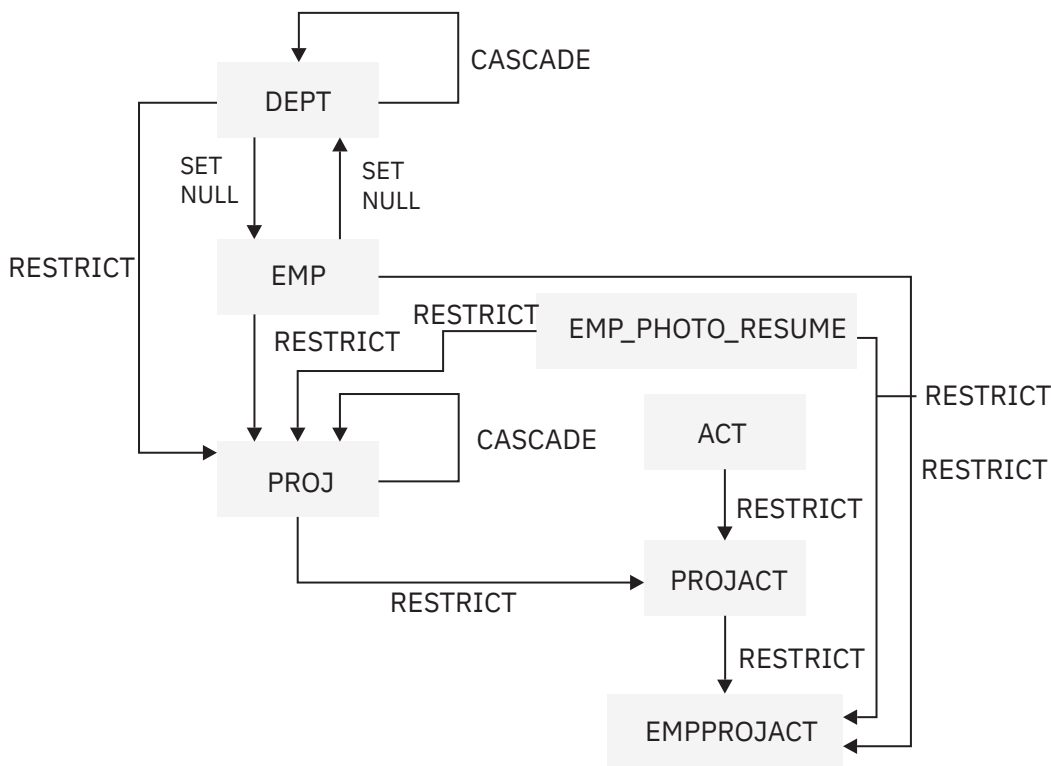 CASCADE
DEPT
SET
NULL
SET
NULL
RESTRICT
EMP
RESTRICT
RESTRICT
EMP_PHOTO_RESUME
RESTRICT
ACT
CASCADE
RESTRICT
PROJ
RESTRICT
PROJACT
RESTRICT
RESTRICT
EMPPROJACT